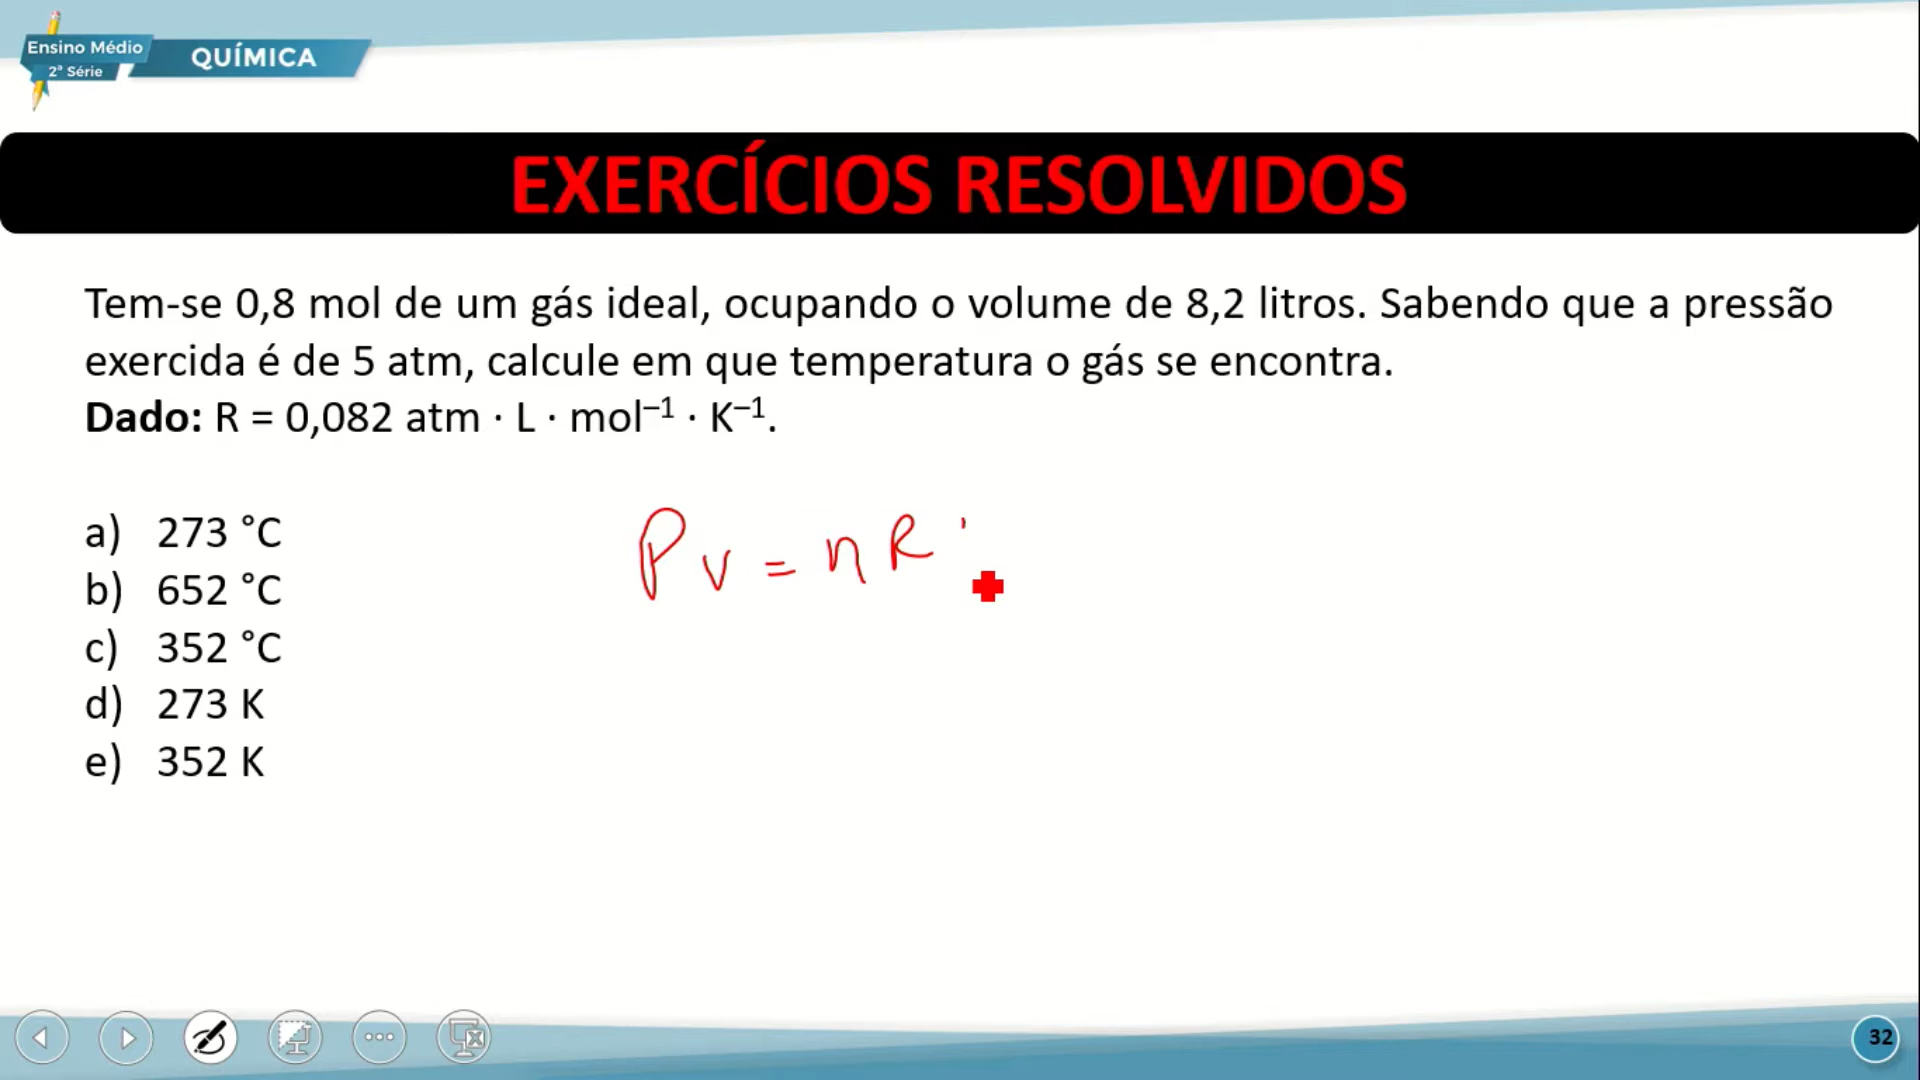 Ensino Médio
2ª Série
QUÍMICA
EXERCÍCIOS RESOLVIDOS
Tem-se 0,8 mol de um gás ideal, ocupando o volume de 8,2 litros. Sabendo que a pressão
exercida é de 5 atm, calcule em que temperatura o gás se encontra.
Dado: R = 0,082 atm · L · mol⁻¹ · K⁻¹.
a) 273 °C
b) 652 °C
c) 352 °C
d) 273 K
e) 352 K
PV = nR
32